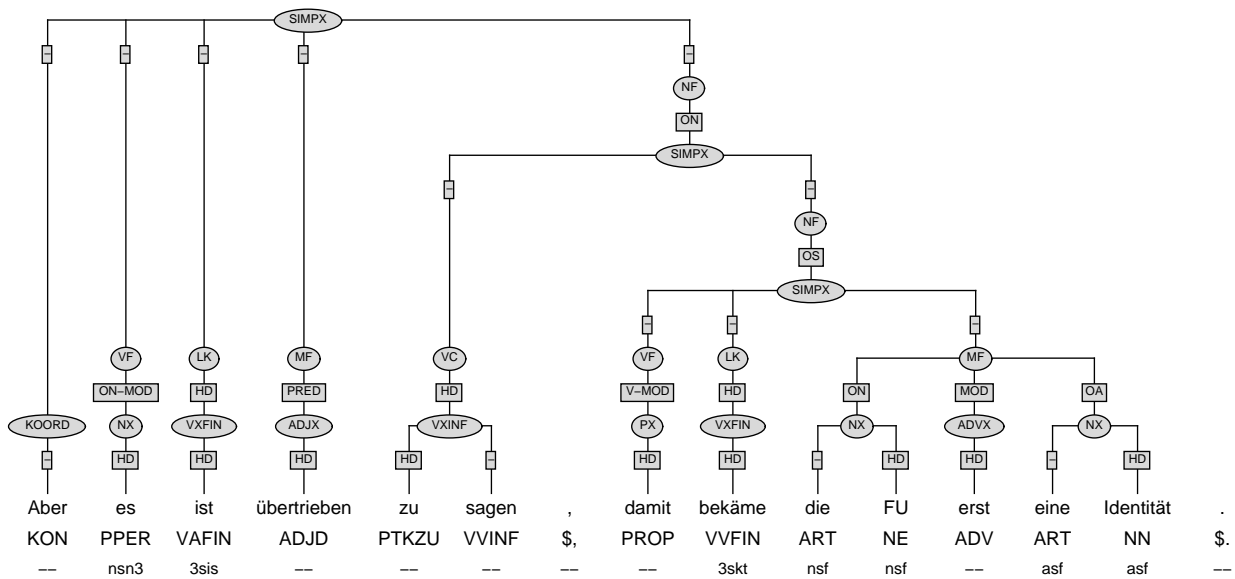 SIMPX
– – – – –
NF
ON
SIMPX
– –
NF
OS
SIMPX
– – –
VF LK MF VC VF LK MF
ON–MOD HD PRED HD V–MOD HD ON MOD OA
KOORD NX VXFIN ADJX VXINF PX VXFIN NX ADVX NX
– HD HD HD HD – HD HD – HD HD – HD
Aber es ist übertrieben zu sagen , damit bekäme die FU erst eine Identität .
KON PPER VAFIN ADJD PTKZU VVINF $, PROP VVFIN ART NE ADV ART NN $.
–– nsn3 3sis –– –– –– –– –– 3skt nsf nsf –– asf asf ––